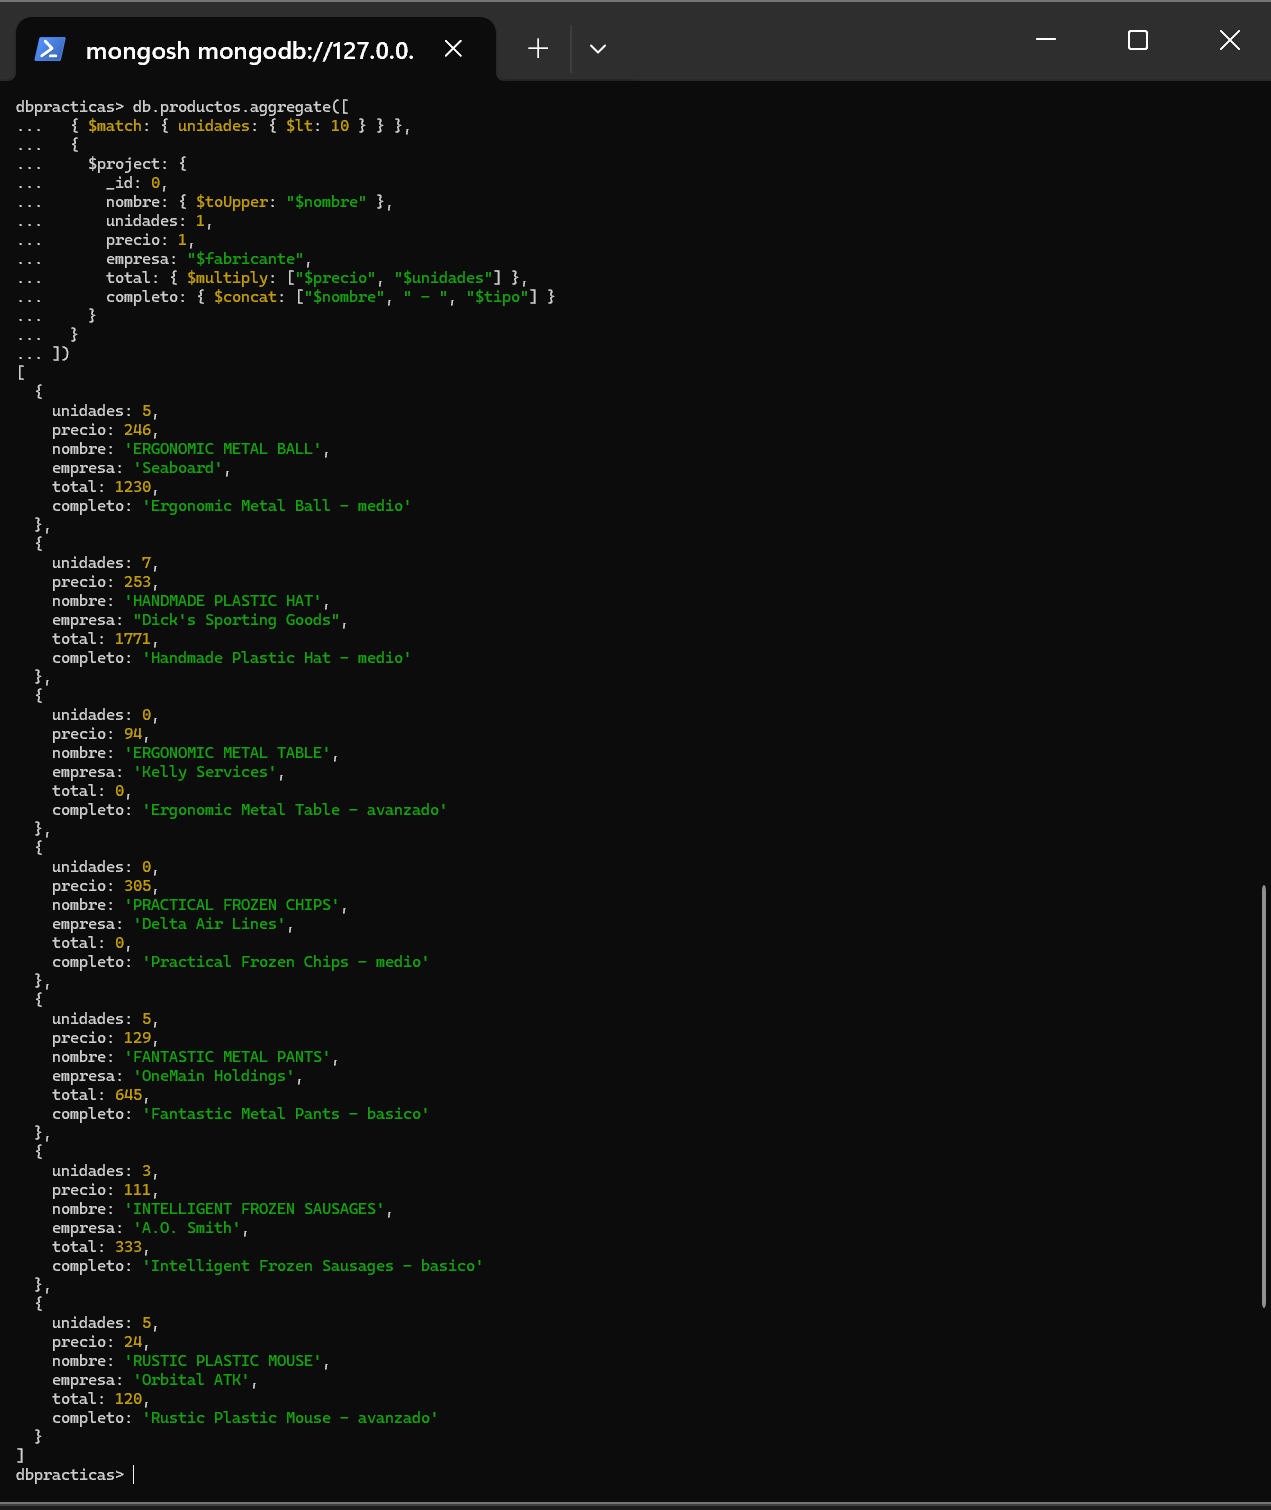 mongosh mongodb://127.0.0.
dbpracticas> db.productos.aggregate([
...   { $match: { unidades: { $lt: 10 } } },
...   {
...     $project: {
...       _id: 0,
...       nombre: { $toUpper: "$nombre" },
...       unidades: 1,
...       precio: 1,
...       empresa: "$fabricante",
...       total: { $multiply: ["$precio", "$unidades"] },
...       completo: { $concat: ["$nombre", " - ", "$tipo"] }
...     }
...   }
... ])
[
  {
    unidades: 5,
    precio: 246,
    nombre: 'ERGONOMIC METAL BALL',
    empresa: 'Seaboard',
    total: 1230,
    completo: 'Ergonomic Metal Ball - medio'
  },
  {
    unidades: 7,
    precio: 253,
    nombre: 'HANDMADE PLASTIC HAT',
    empresa: "Dick's Sporting Goods",
    total: 1771,
    completo: 'Handmade Plastic Hat - medio'
  },
  {
    unidades: 0,
    precio: 94,
    nombre: 'ERGONOMIC METAL TABLE',
    empresa: 'Kelly Services',
    total: 0,
    completo: 'Ergonomic Metal Table - avanzado'
  },
  {
    unidades: 0,
    precio: 305,
    nombre: 'PRACTICAL FROZEN CHIPS',
    empresa: 'Delta Air Lines',
    total: 0,
    completo: 'Practical Frozen Chips - medio'
  },
  {
    unidades: 5,
    precio: 129,
    nombre: 'FANTASTIC METAL PANTS',
    empresa: 'OneMain Holdings',
    total: 645,
    completo: 'Fantastic Metal Pants - basico'
  },
  {
    unidades: 3,
    precio: 111,
    nombre: 'INTELLIGENT FROZEN SAUSAGES',
    empresa: 'A.O. Smith',
    total: 333,
    completo: 'Intelligent Frozen Sausages - basico'
  },
  {
    unidades: 5,
    precio: 24,
    nombre: 'RUSTIC PLASTIC MOUSE',
    empresa: 'Orbital ATK',
    total: 120,
    completo: 'Rustic Plastic Mouse - avanzado'
  }
]
dbpracticas>